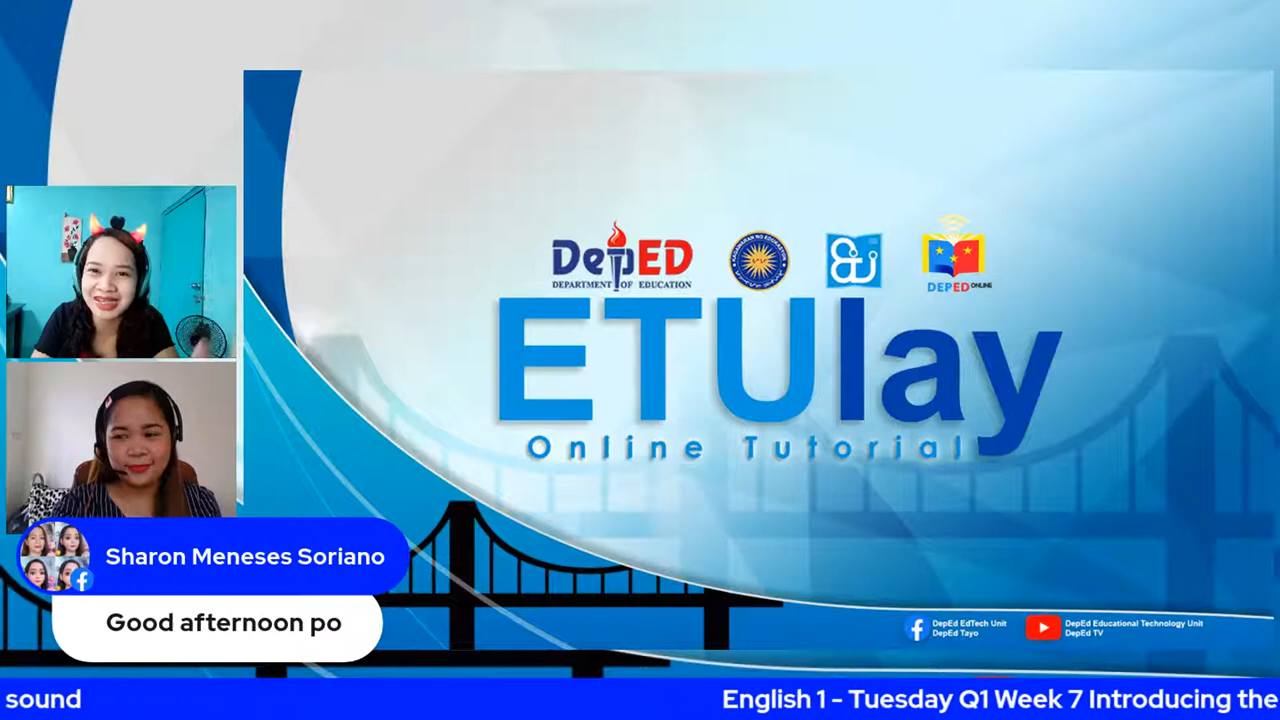 DepED
DEPARTMENT OF EDUCATION
DEPED ONLINE
ETUlay
Online Tutorial
Sharon Meneses Soriano
Good afternoon po
DepEd EdTech Unit
DepEd Tayo
DepEd Educational Technology Unit
DepEd TV
sound
English 1 - Tuesday Q1 Week 7 Introducing the